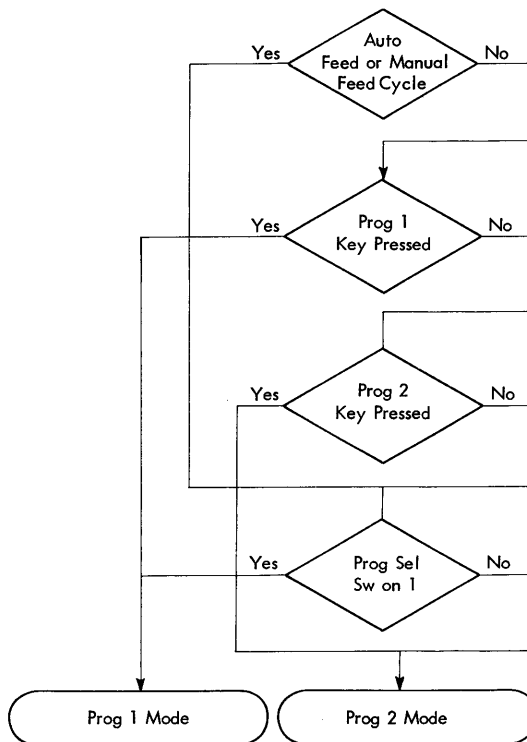 Auto
Feed or Manual
Feed Cycle
Yes
No
Prog 1
Key Pressed
Yes
No
Prog 2
Key Pressed
Yes
No
Prog Sel
Sw on 1
Yes
No
Prog 1 Mode
Prog 2 Mode